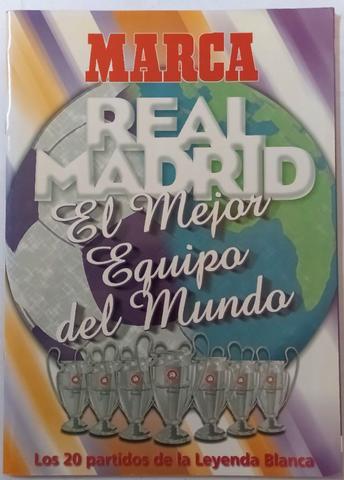 MARCA
REAL
MADRID
El Mejor
Equipo
del Mundo
Los 20 partidos de la Leyenda Blanca